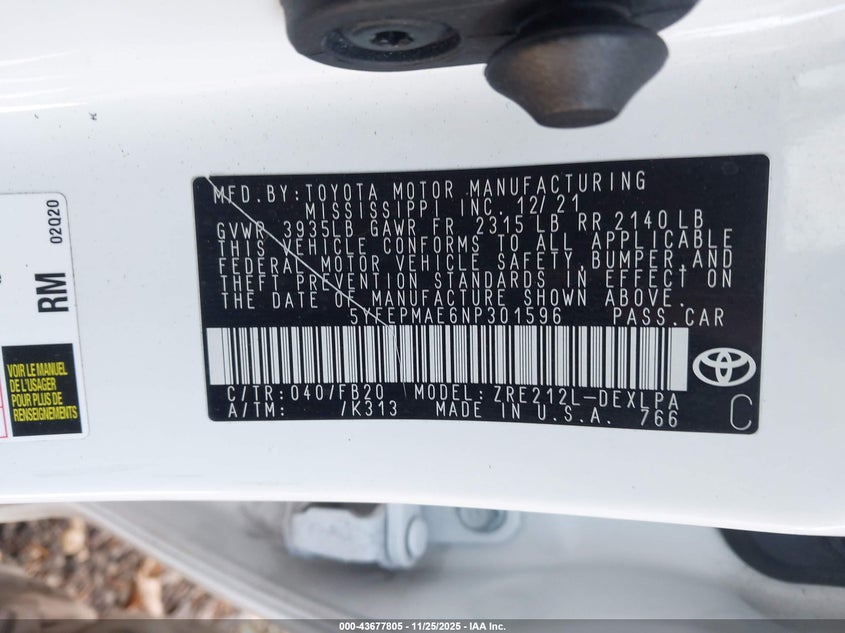 MFD.BY:TOYOTA MOTOR MANUFACTURING
MISSISSIPPI INC. 12/21
GVWR 3935LB GAWR FR 2315 LB RR 2140 LB
THIS VEHICLE CONFORMS TO ALL APPLICABLE
FEDERAL MOTOR VEHICLE SAFETY,BUMPER,AND
THEFT PREVENTION STANDARDS IN EFFECT ON
THE DATE OF MANUFACTURE SHOWN ABOVE.
5YFEPMAE6NP301596 PASS.CAR
C/TR:040/FB20 MODEL:ZRE212L-DEXLPA
A/TM: /K313 MADE IN U.S.A. 766
C
RM 02Q20
VOIR LE MANUEL
DE L'USAGER
POUR PLUS DE
RENSEIGNEMENTS
000-43677805 - 11/25/2025 - IAA Inc.